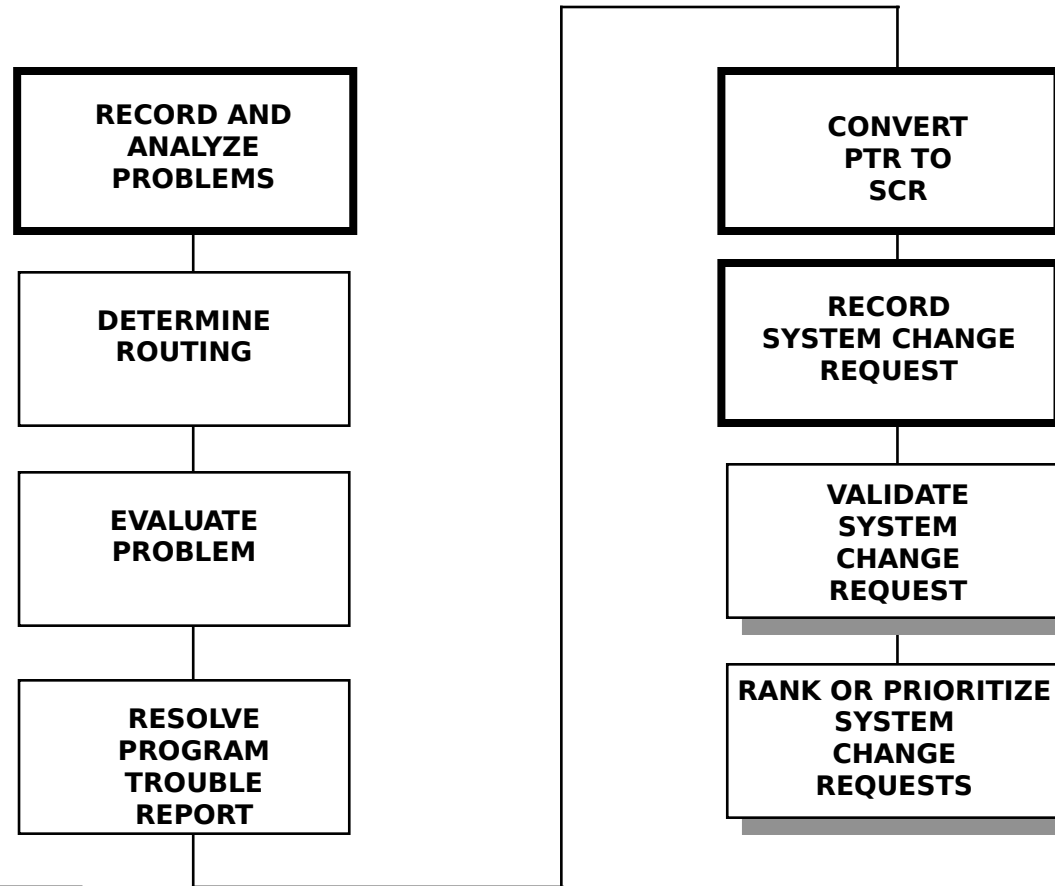 RECORD AND
ANALYZE
PROBLEMS
DETERMINE
ROUTING
EVALUATE
PROBLEM
RESOLVE
PROGRAM
TROUBLE
REPORT
CONVERT
PTR TO
SCR
RECORD
SYSTEM CHANGE
REQUEST
VALIDATE
SYSTEM
CHANGE
REQUEST
RANK OR PRIORITIZE
SYSTEM
CHANGE
REQUESTS